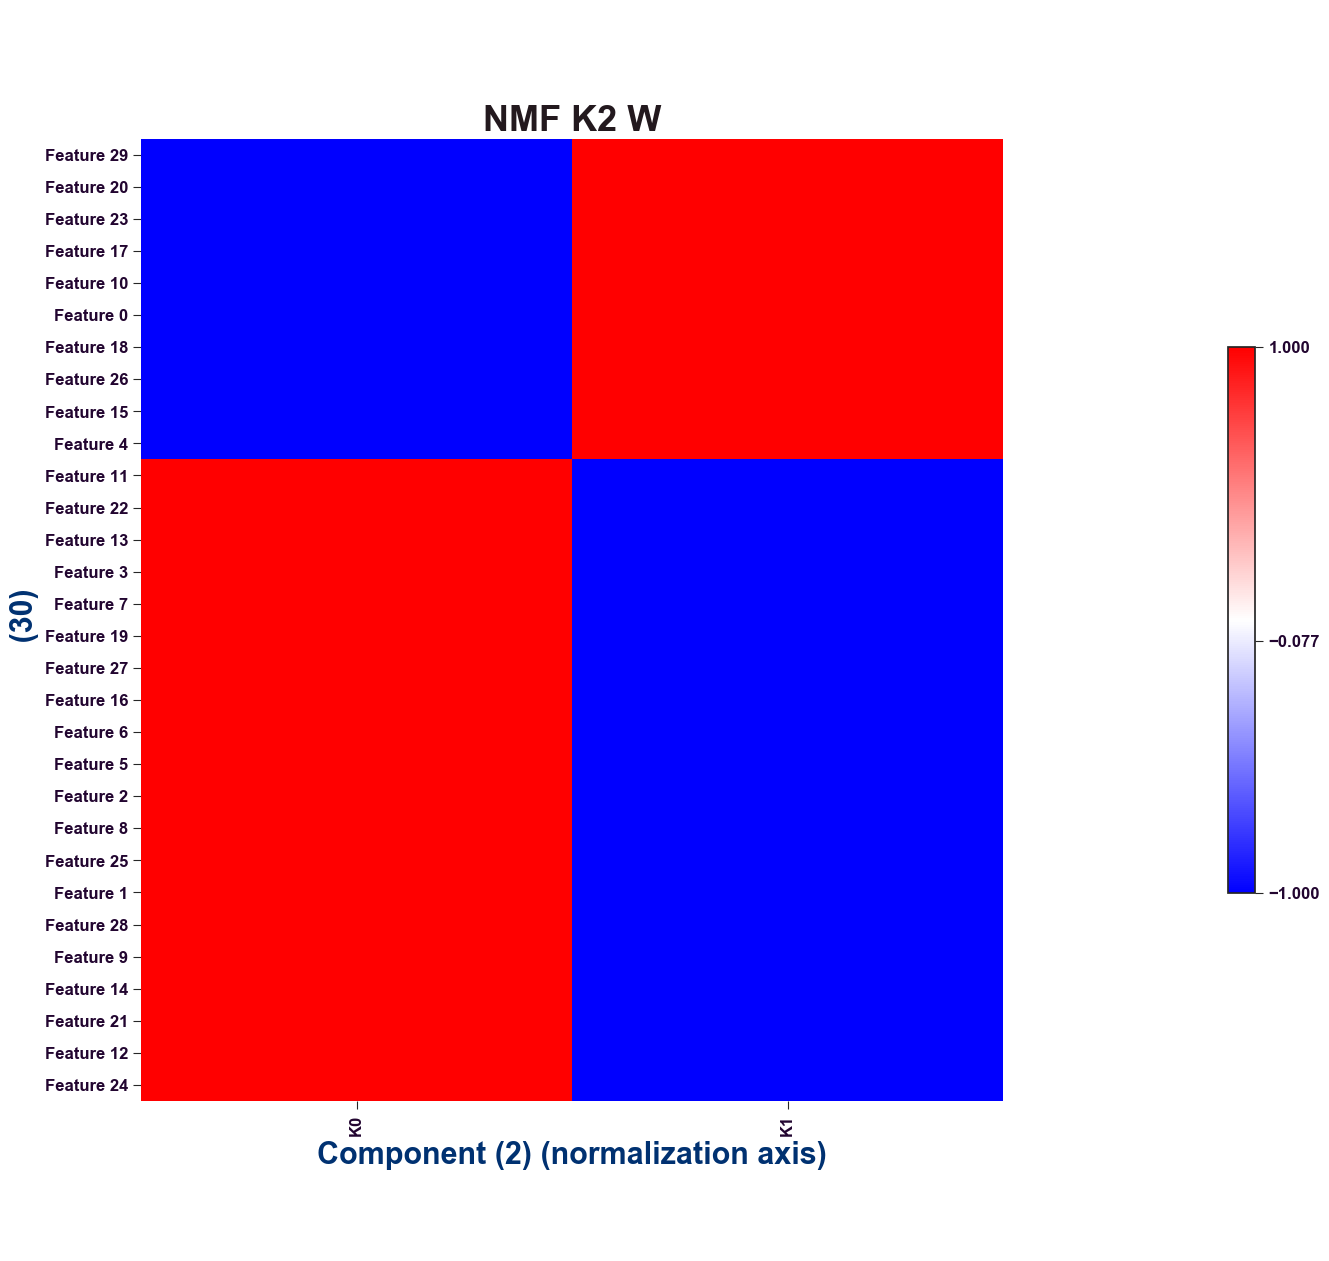 NMF K2 W
Feature 29
Feature 20
Feature 23
Feature 17
Feature 10
Feature 0
Feature 18
Feature 26
Feature 15
Feature 4
Feature 11
Feature 22
Feature 13
Feature 3
Feature 7
Feature 19
Feature 27
Feature 16
Feature 6
Feature 5
Feature 2
Feature 8
Feature 25
Feature 1
Feature 28
Feature 9
Feature 14
Feature 21
Feature 12
Feature 24
(30)
K0
K1
Component (2) (normalization axis)
1.000
−0.077
−1.000